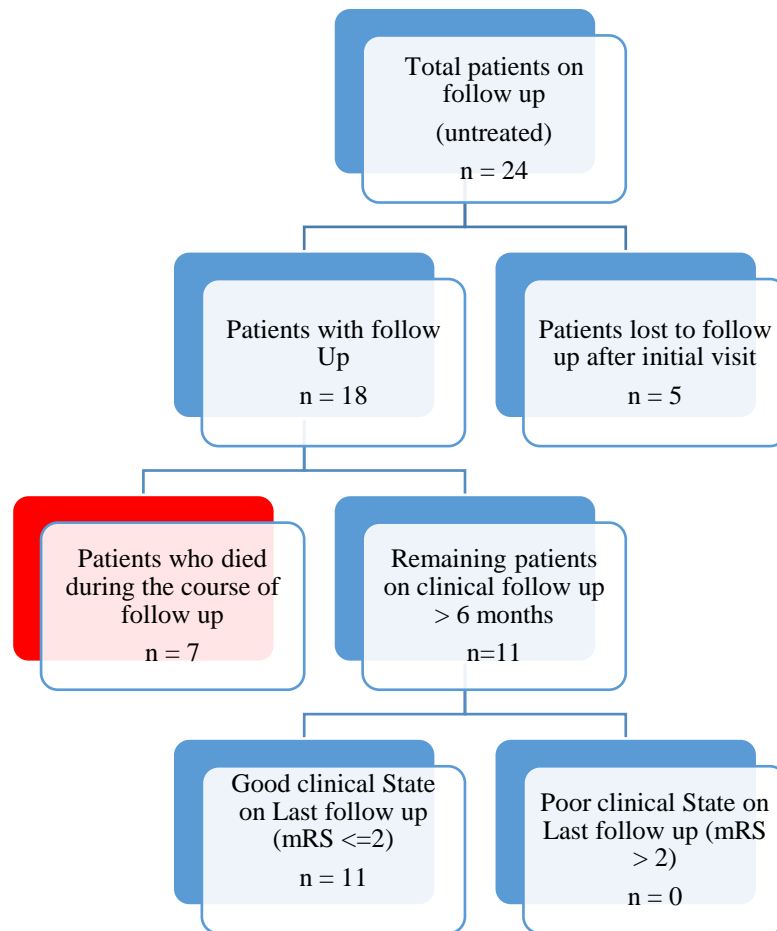 Total patients on
follow up
(untreated)
n = 24
Patients with follow
Up
n = 18
Patients lost to follow
up after initial visit
n = 5
Patients who died
during the course of
follow up
n = 7
Remaining patients
on clinical follow up
> 6 months
n=11
Good clinical State
on Last follow up
(mRS <=2)
n = 11
Poor clinical State on
Last follow up (mRS
> 2)
n = 0